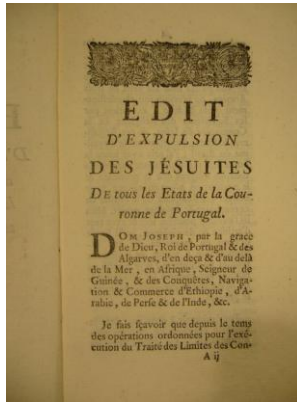 EDIT
D'EXPULSION
DES JÉSUITES
De tous les Etats de la Cou-
ronne de Portugal.
DOM JOSEPH, par la grace
de Dieu, Roi de Portugal & des
Algarves, d'en deça & d'au delà
de la Mer, en Afrique, Seigneur de
Guinée, & des Conquêtes, Naviga-
tion & Commerce d'Ethiopie, d'A-
rabie, de Perse & de l'Inde, &c.
Je fais sçavoir que depuis le tems
des opérations ordonnées pour l'exé-
cution du Traité des Limites des Con-
A ij